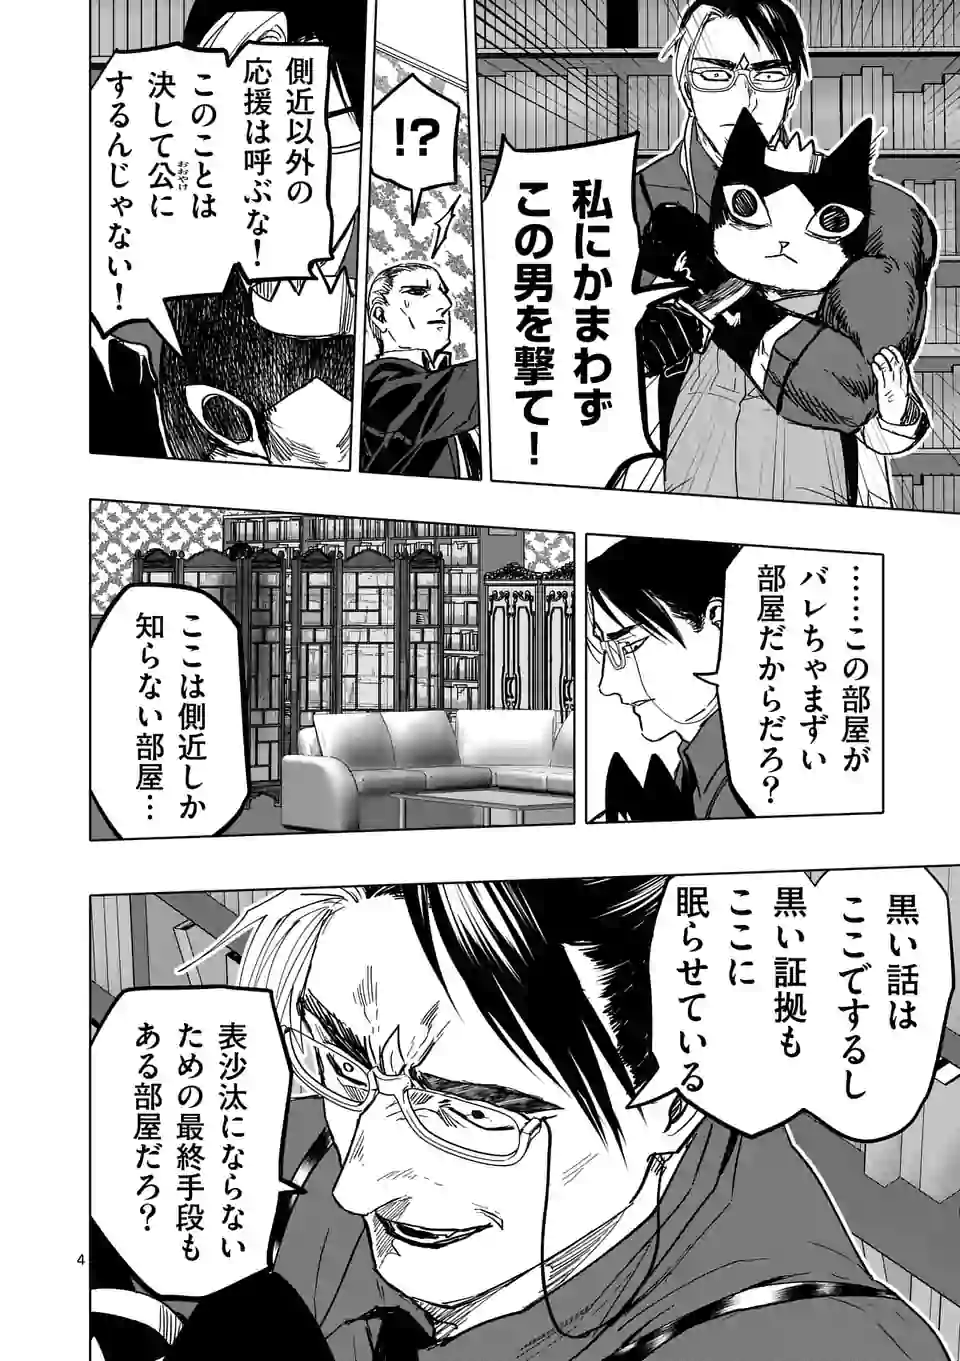 私にかまわず
この男を撃て！
!?
側近以外の
応援は呼ぶな！
このことは
決して公に
おおやけ
するんじゃない！
……この部屋が
バレちゃまずい
部屋だからだろ？
ここは側近しか
知らない部屋…
黒い話は
ここでするし
黒い証拠も
ここに
眠らせている
表沙汰にならない
ための最終手段も
ある部屋だろ？
4